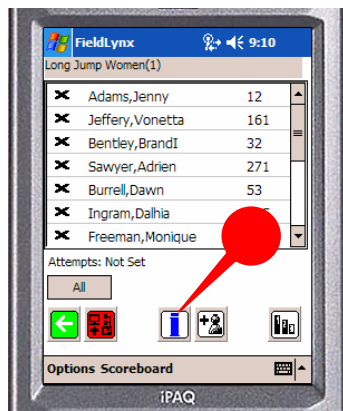 FieldLynx 9:10
Long Jump Women(1)
Adams,Jenny 12
Jeffery,Vonetta 161
Bentley,BrandI 32
Sawyer,Adrien 271
Burrell,Dawn 53
Ingram,Dalhia
Freeman,Monique
Attempts: Not Set
All
Options Scoreboard
iPAQ